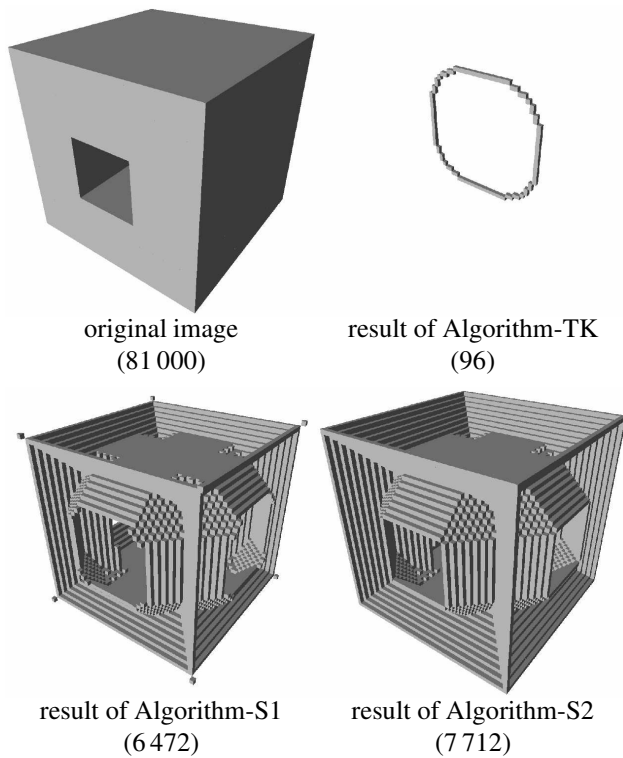 original image
(81 000)
result of Algorithm-TK
(96)
result of Algorithm-S1
(6 472)
result of Algorithm-S2
(7 712)